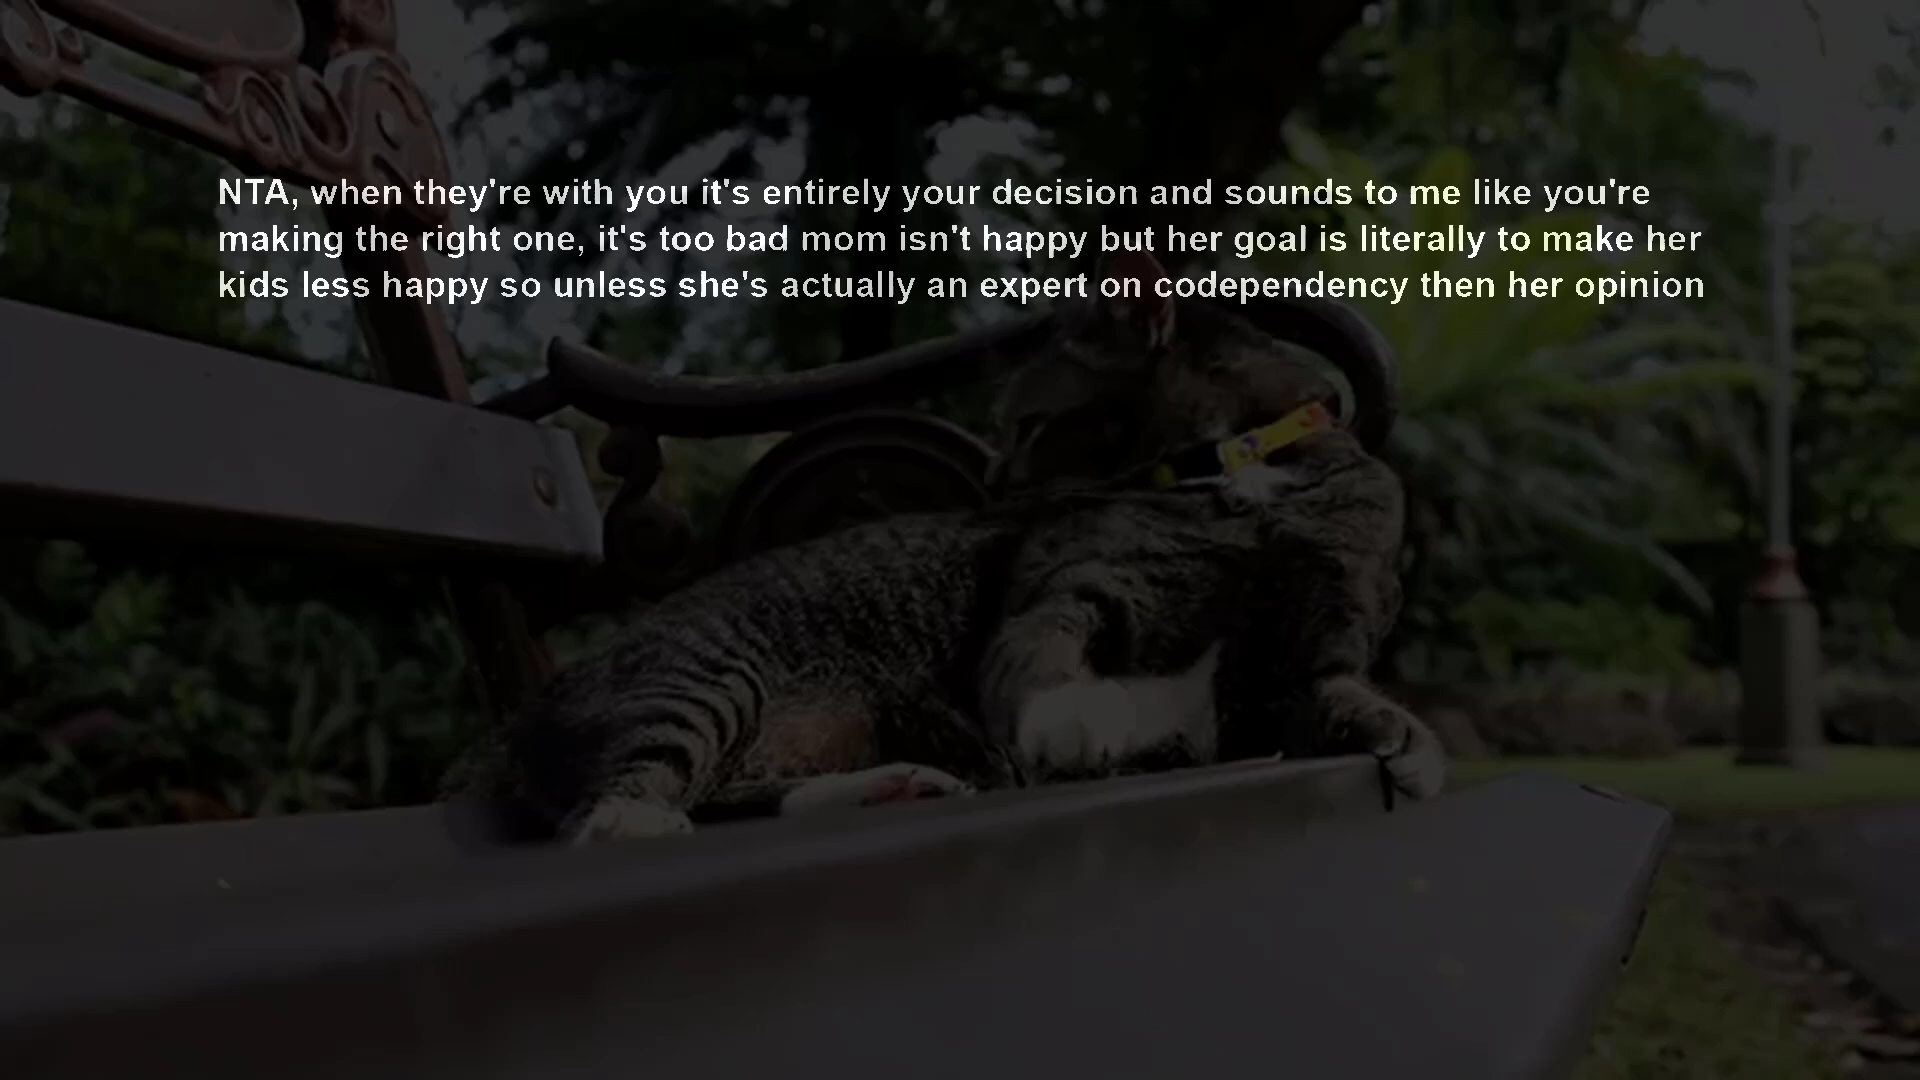 NTA, when they're with you it's entirely your decision and sounds to me like you're
making the right one, it's too bad mom isn't happy but her goal is literally to make her
kids less happy so unless she's actually an expert on codependency then her opinion